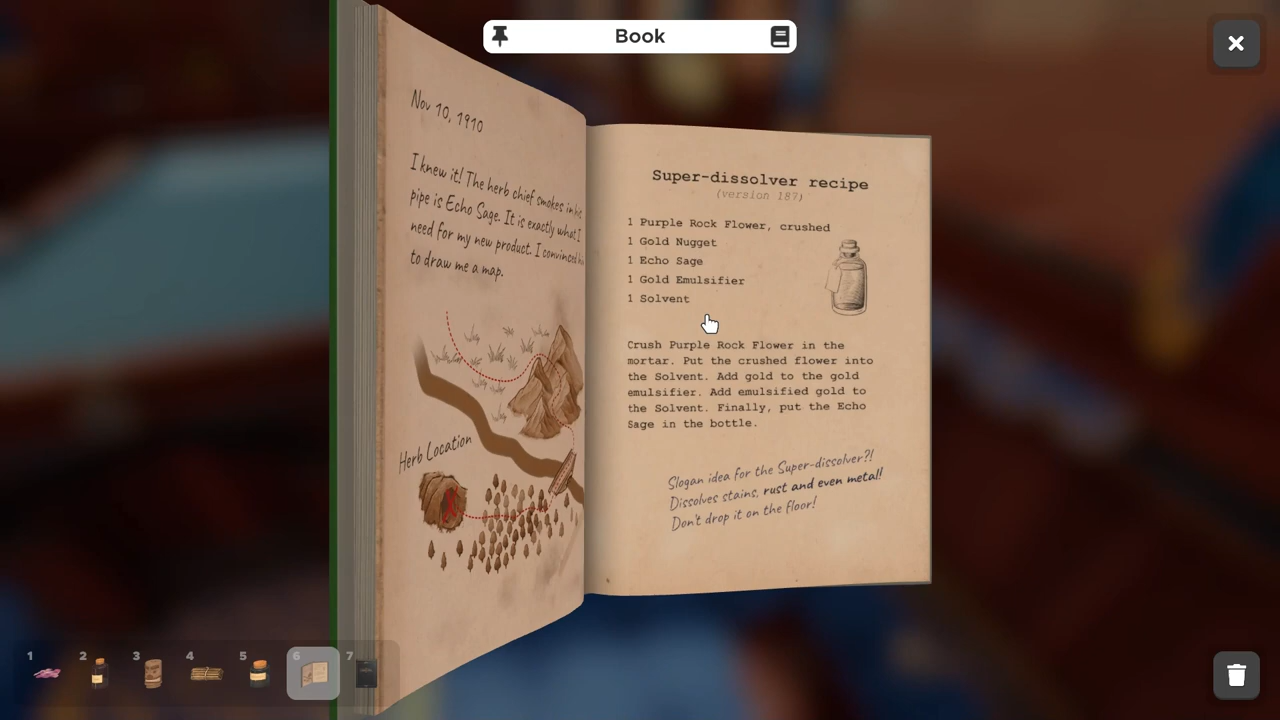 Book
Nov 10, 1910
I knew it! The herb chief smokes in his
pipe is Echo Sage. It is exactly what I
need for my new product. I convinced
to draw me a map.
Herb Location
Super-dissolver recipe
(version 187)
1 Purple Rock Flower, crushed
1 Gold Nugget
1 Echo Sage
1 Gold Emulsifier
1 Solvent
Crush Purple Rock Flower in the
mortar. Put the crushed flower into
the Solvent. Add gold to the gold
emulsifier. Add emulsified gold to
the Solvent. Finally, put the Echo
Sage in the bottle.
Slogan idea for the Super-dissolver?!
Dissolves stains, rust and even metal!
Don't drop it on the floor!
1 2 3 4 5 6 7